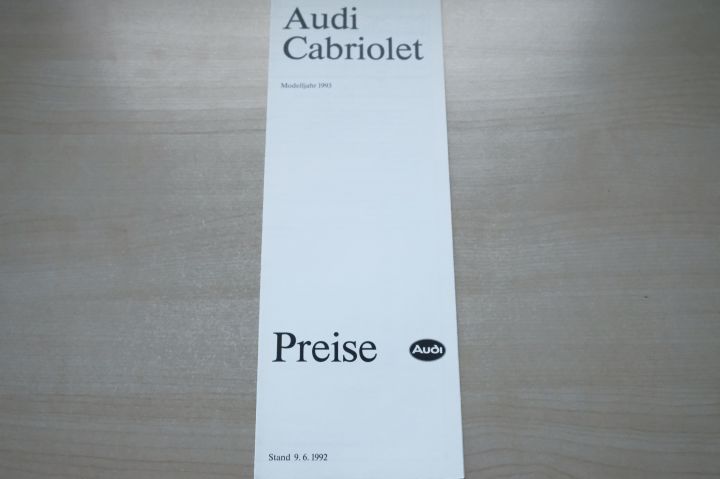 Audi
Cabriolet
Modelljahr 1993
Preise
Audi
Stand 9. 6. 1992